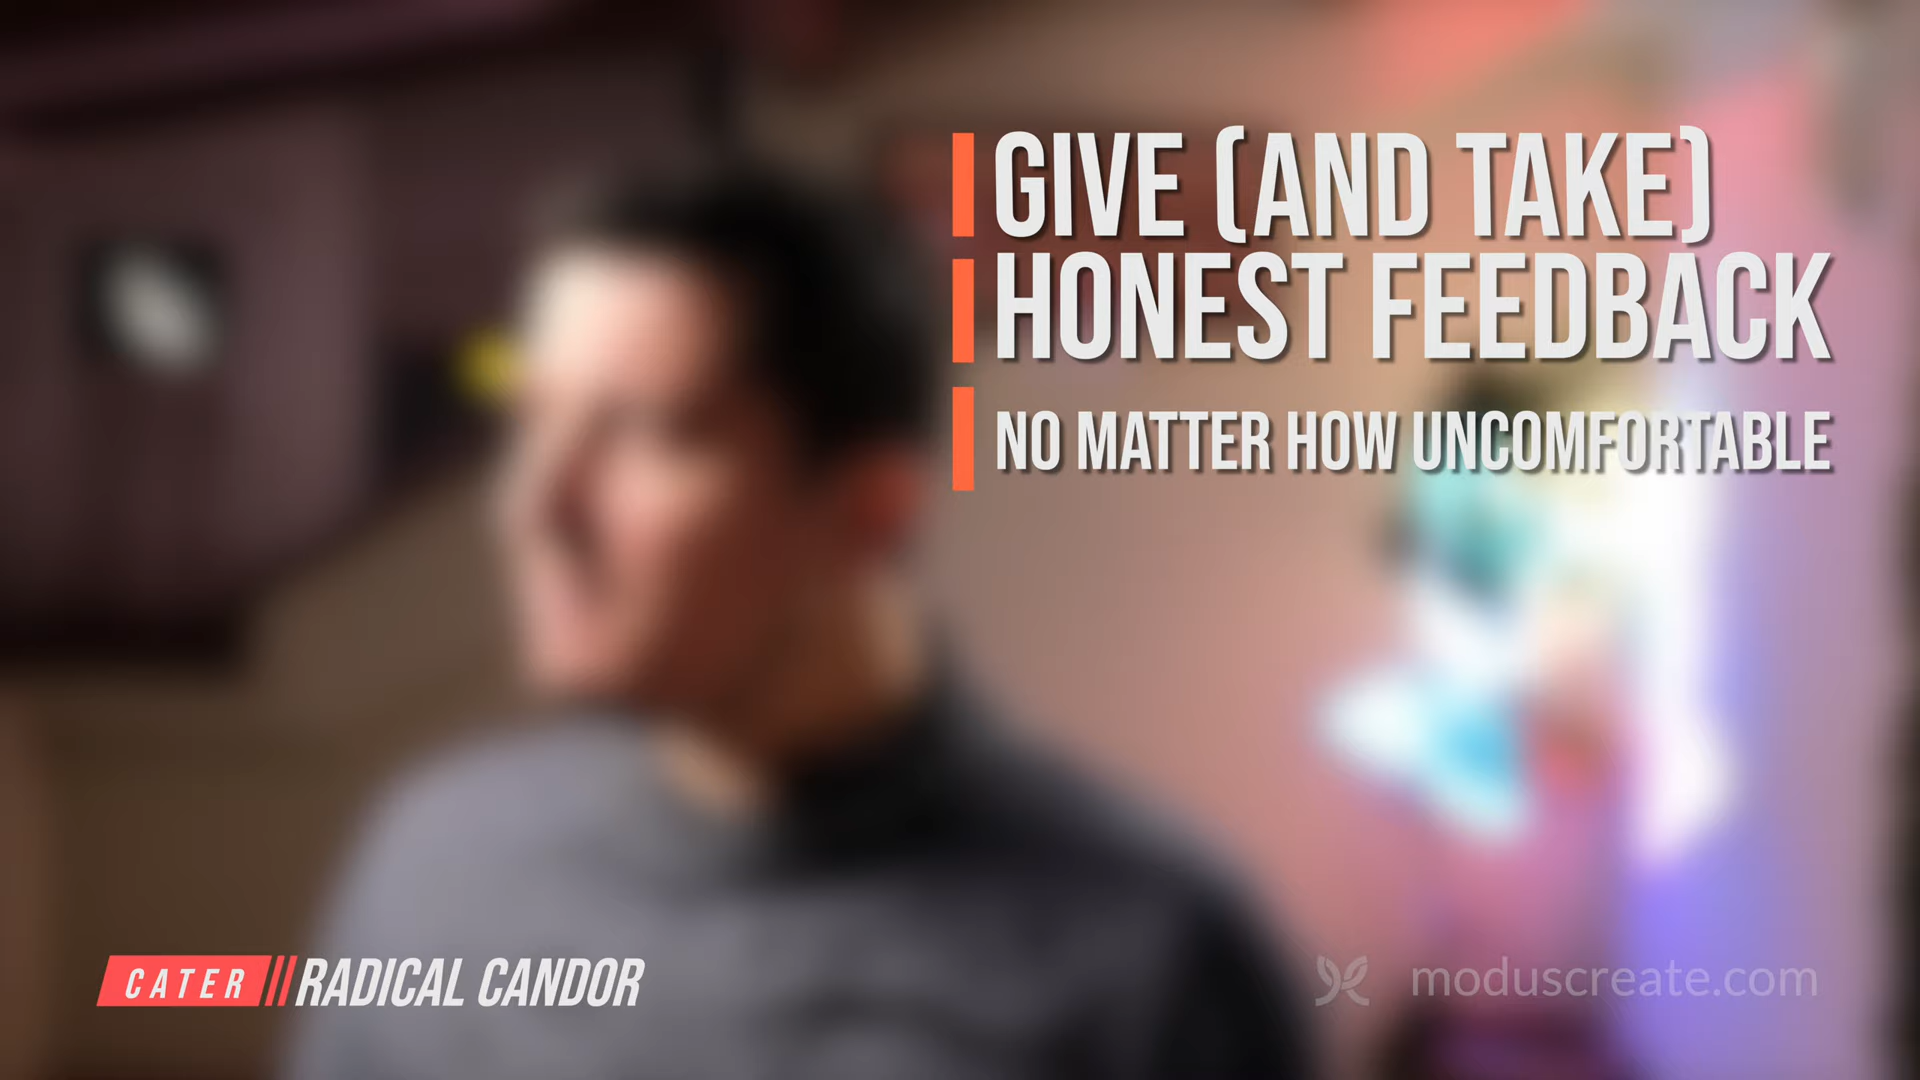 GIVE (AND TAKE)
HONEST FEEDBACK
NO MATTER HOW UNCOMFORTABLE
CATER
RADICAL CANDOR
moduscreate.com